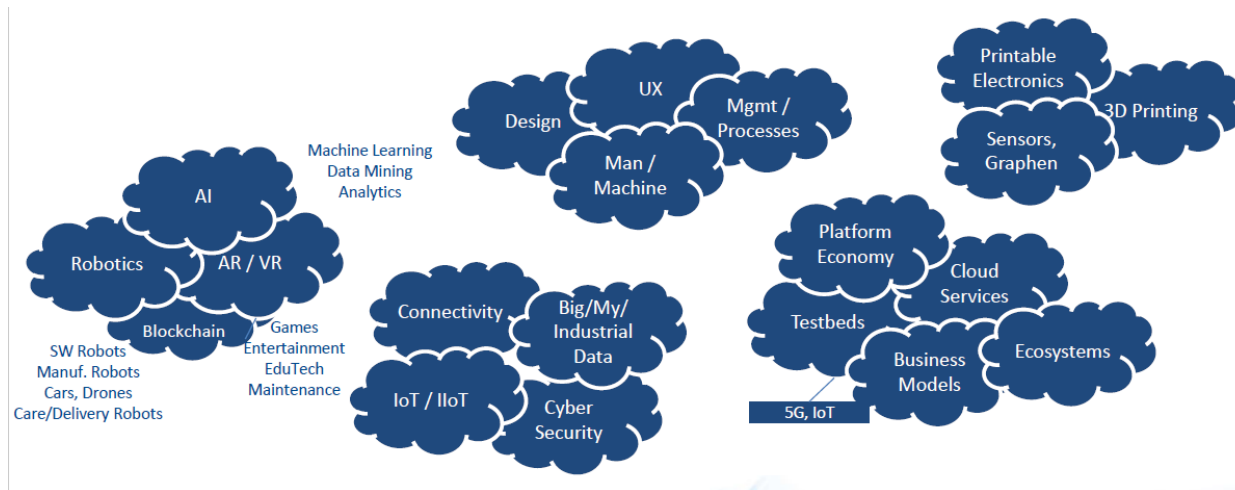 Printable
Electronics
3D Printing
Sensors,
Graphen
UX
Design
Mgmt /
Processes
Man /
Machine
Machine Learning
Data Mining
Analytics
AI
Robotics
AR / VR
Blockchain
SW Robots
Manuf. Robots
Cars, Drones
Care/Delivery Robots
Games
Entertainment
EduTech
Maintenance
Connectivity
Big/My/
Industrial
Data
IoT / IIoT
Cyber
Security
Platform
Economy
Cloud
Services
Testbeds
Business
Models
Ecosystems
5G, IoT